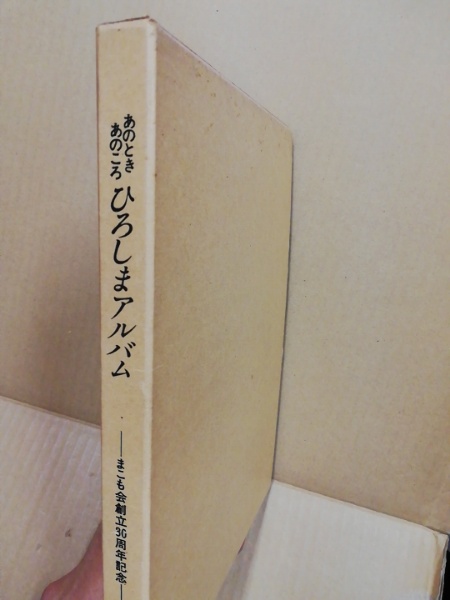 あのとき
あのころ
ひろしまアルバム
――まこも会創立30周年記念――